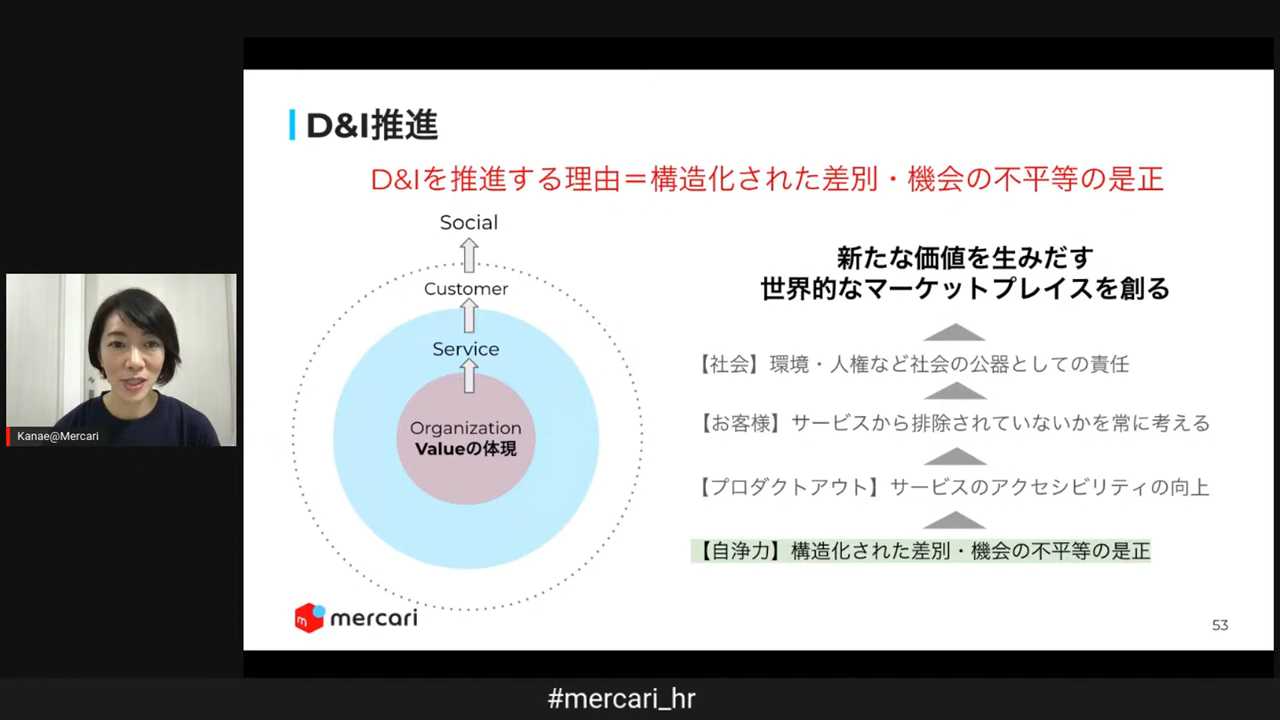 D&I推進
D&Iを推進する理由＝構造化された差別・機会の不平等の是正
Social
Customer
Service
Organization
Valueの体現
新たな価値を生みだす
世界的なマーケットプレイスを創る
【社会】環境・人権など社会の公器としての責任
【お客様】サービスから排除されていないかを常に考える
【プロダクトアウト】サービスのアクセシビリティの向上
【自浄力】構造化された差別・機会の不平等の是正
m mercari
53
Kanae@Mercari
#mercari_hr